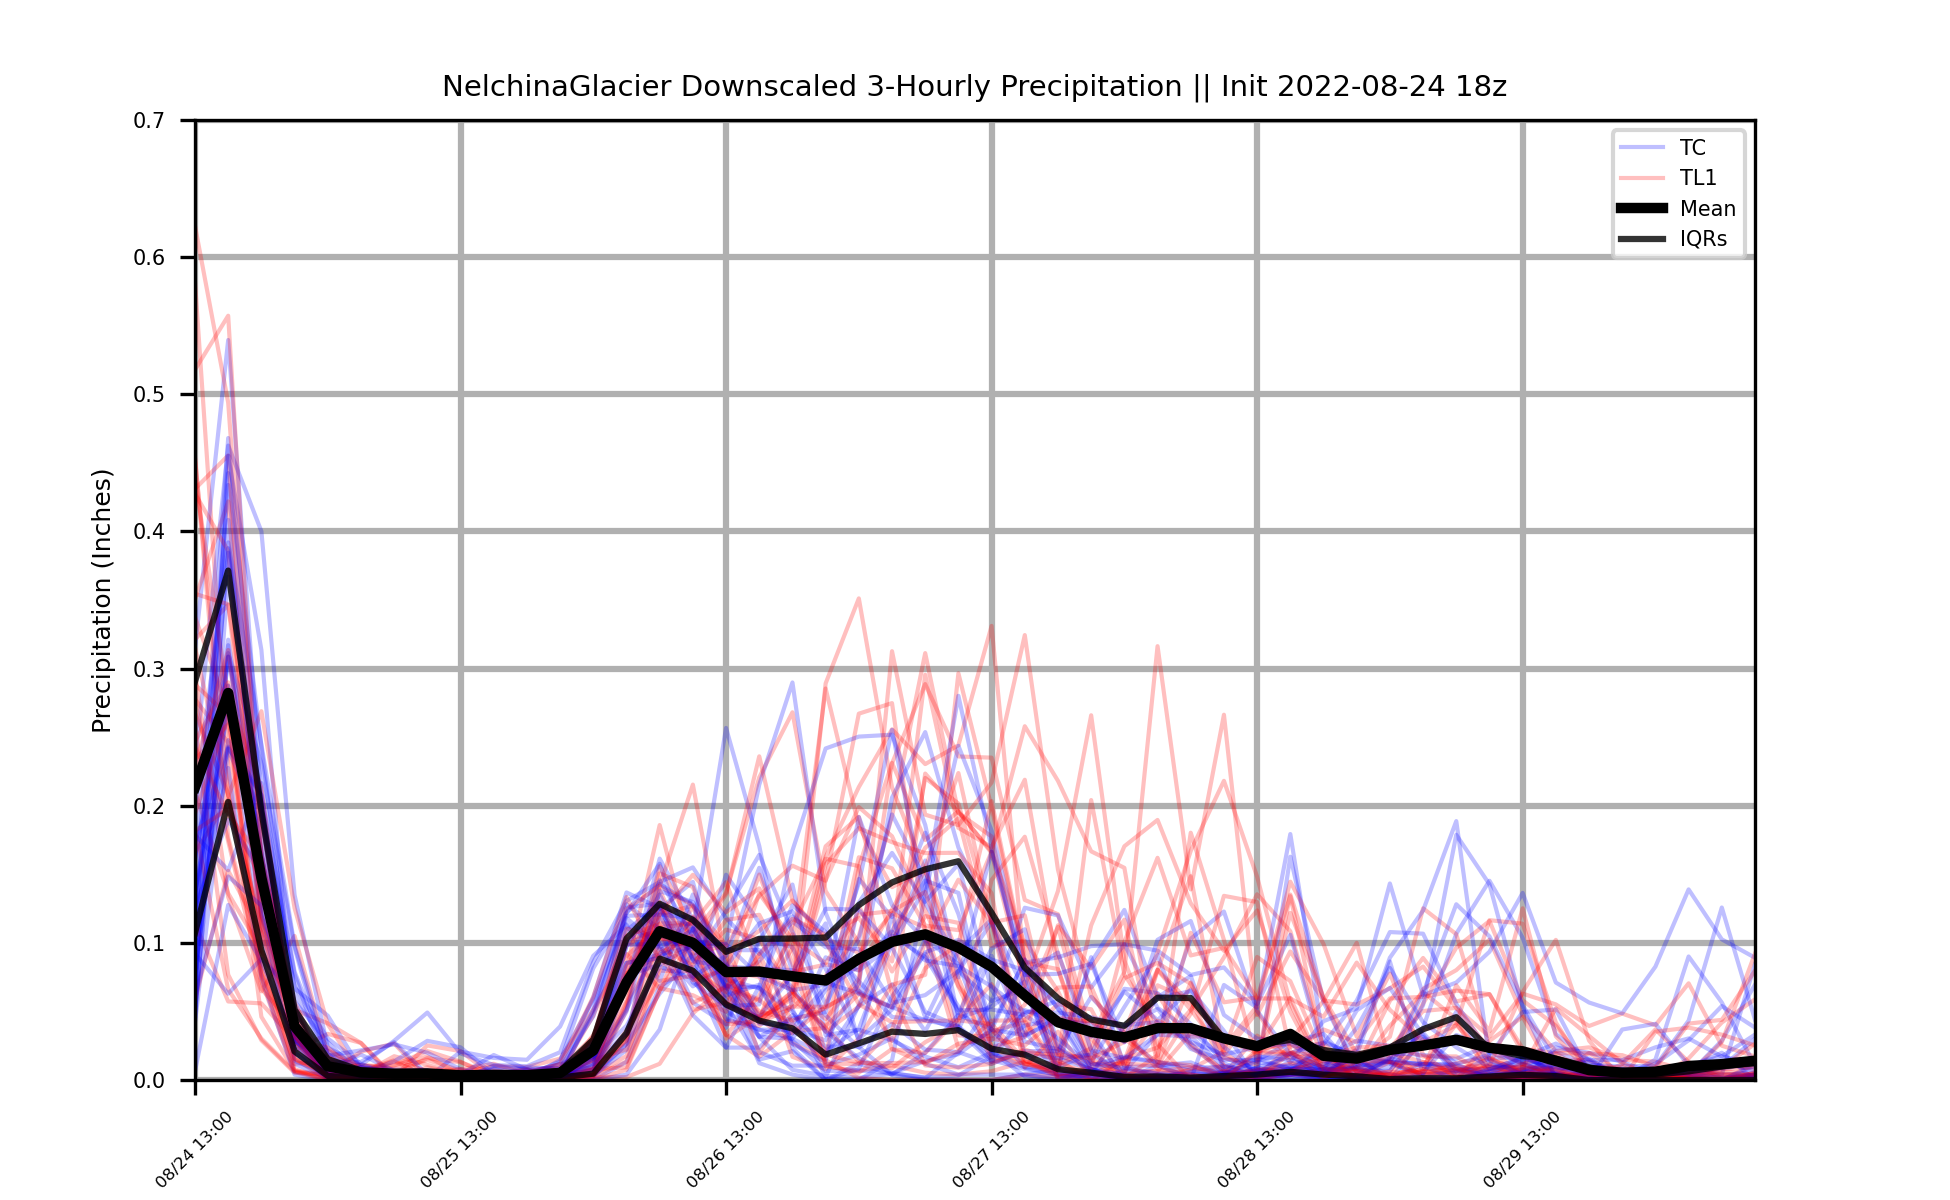 NelchinaGlacier Downscaled 3-Hourly Precipitation || Init 2022-08-24 18z
TC
TL1
Mean
IQRs
Precipitation (Inches)
0.7
0.6
0.5
0.4
0.3
0.2
0.1
0.0
08/24 13:00
08/25 13:00
08/26 13:00
08/27 13:00
08/28 13:00
08/29 13:00